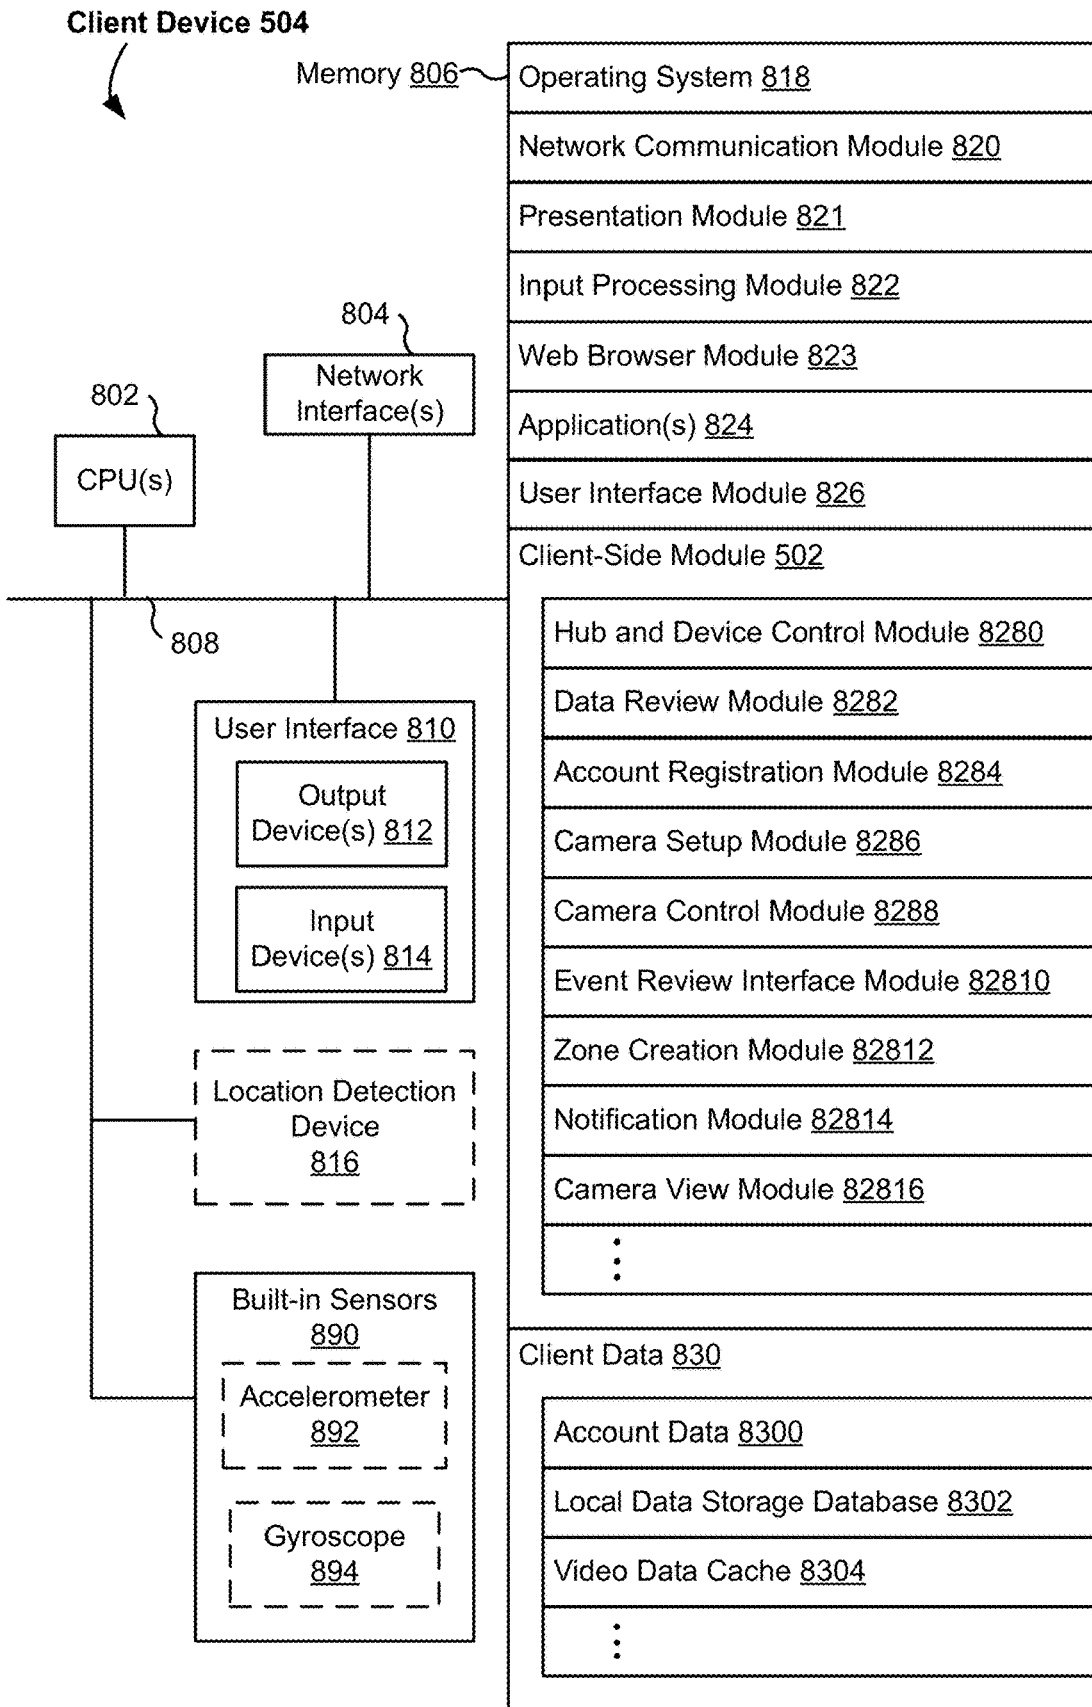 Client Device 504
Memory 806
Operating System 818
Network Communication Module 820
Presentation Module 821
Input Processing Module 822
Web Browser Module 823
Application(s) 824
User Interface Module 826
Client-Side Module 502
Hub and Device Control Module 8280
Data Review Module 8282
Account Registration Module 8284
Camera Setup Module 8286
Camera Control Module 8288
Event Review Interface Module 82810
Zone Creation Module 82812
Notification Module 82814
Camera View Module 82816
Client Data 830
Account Data 8300
Local Data Storage Database 8302
Video Data Cache 8304
804
Network
Interface(s)
802
CPU(s)
808
User Interface 810
Output
Device(s) 812
Input
Device(s) 814
Location Detection
Device
816
Built-in Sensors
890
Accelerometer
892
Gyroscope
894